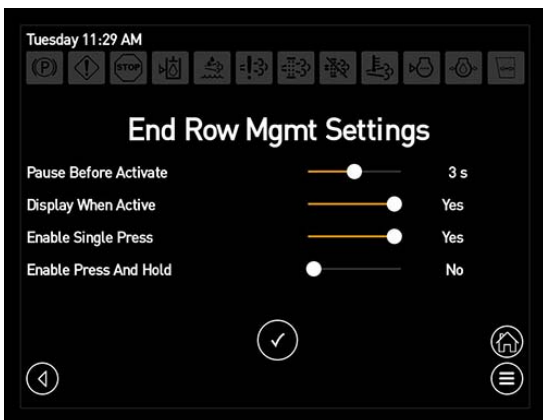 Tuesday 11:29 AM
(P) STOP
End Row Mgmt Settings
Pause Before Activate 3 s
Display When Active Yes
Enable Single Press Yes
Enable Press And Hold No